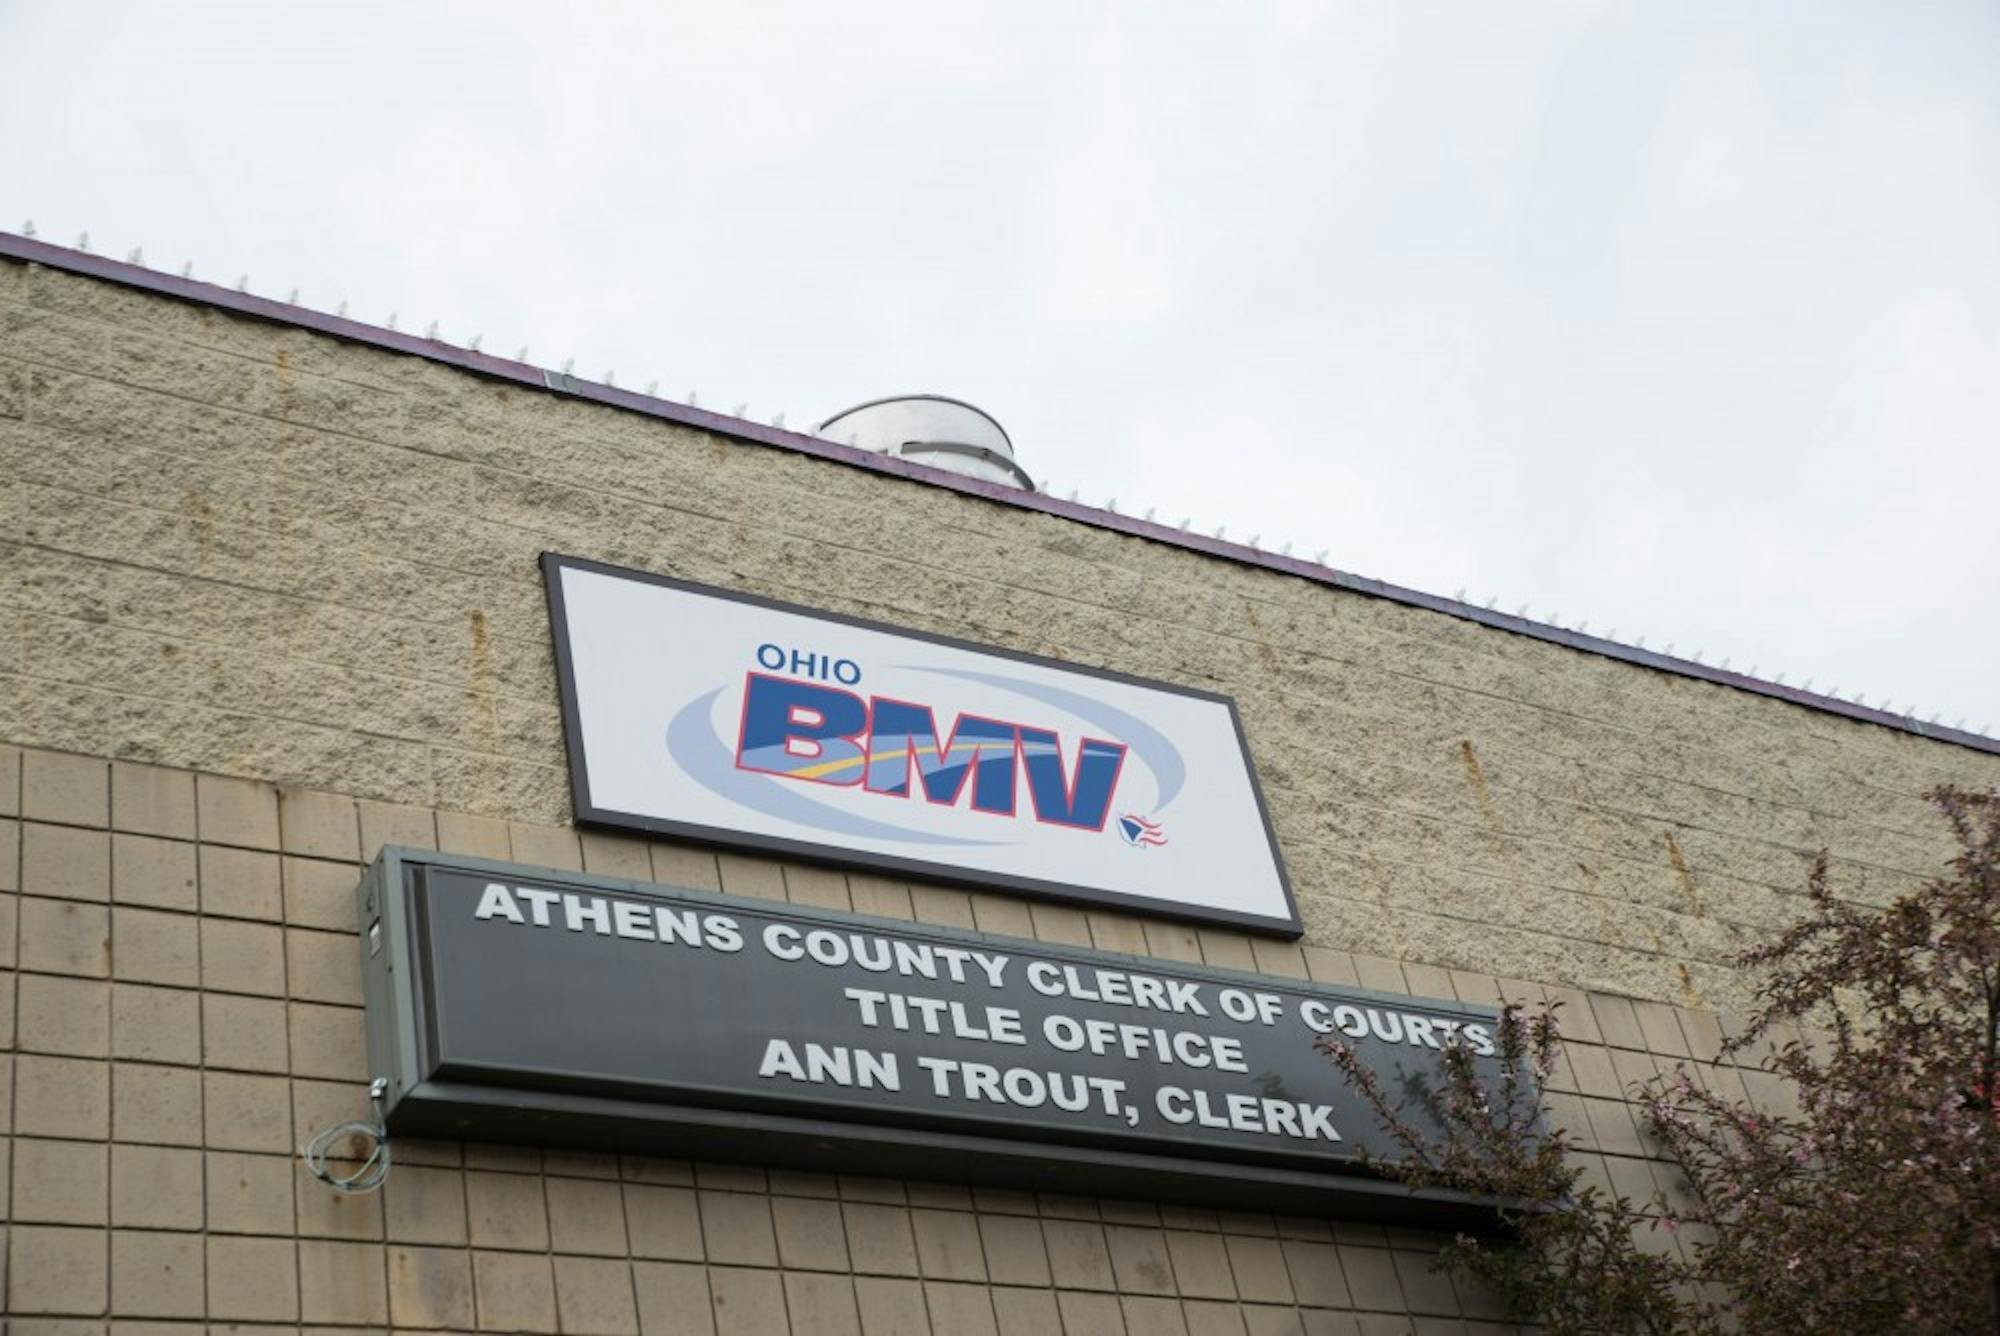 OHIO
BMV
ATHENS COUNTY CLERK OF COURTS
TITLE OFFICE
ANN TROUT, CLERK